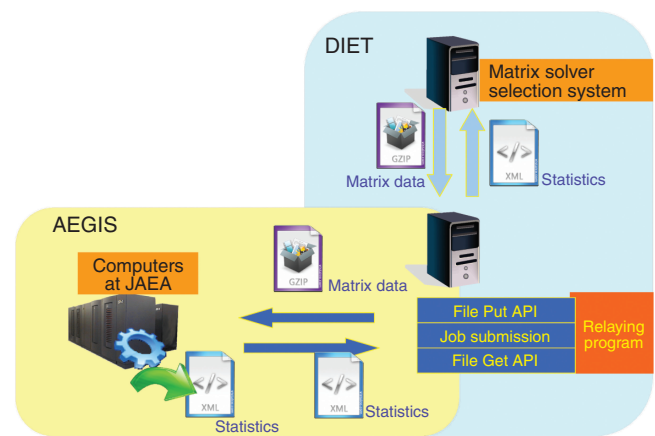 DIET
Matrix solver
selection system
GZIP
Matrix data
</>
XML
Statistics
AEGIS
Computers
at JAEA
GZIP
Matrix data
File Put API
Job submission
File Get API
Relaying
program
</>
XML
Statistics
</>
XML
Statistics